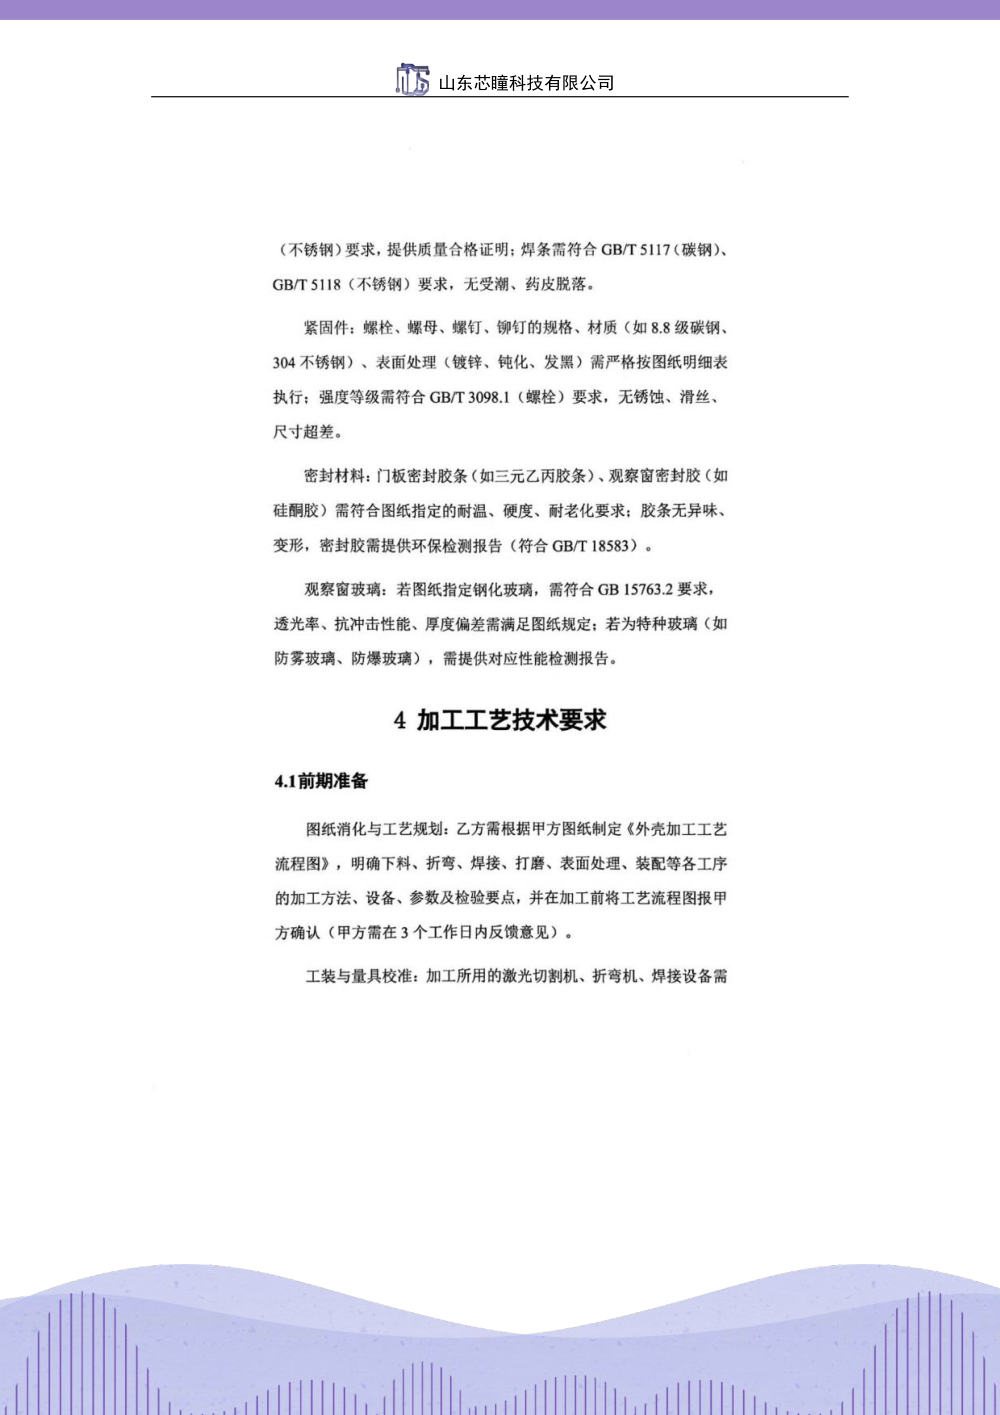 山东芯瞳科技有限公司
（不锈钢）要求，提供质量合格证明；焊条需符合 GB/T 5117（碳钢）、
GB/T 5118（不锈钢）要求，无受潮、药皮脱落。
紧固件：螺栓、螺母、螺钉、铆钉的规格、材质（如 8.8 级碳钢、
304 不锈钢）、表面处理（镀锌、钝化、发黑）需严格按图纸明细表
执行；强度等级需符合 GB/T 3098.1（螺栓）要求，无锈蚀、滑丝、
尺寸超差。
密封材料：门板密封胶条（如三元乙丙胶条）、观察窗密封胶（如
硅酮胶）需符合图纸指定的耐温、硬度、耐老化要求；胶条无异味、
变形，密封胶需提供环保检测报告（符合 GB/T 18583）。
观察窗玻璃：若图纸指定钢化玻璃，需符合 GB 15763.2 要求，
透光率、抗冲击性能、厚度偏差需满足图纸规定；若为特种玻璃（如
防雾玻璃、防爆玻璃），需提供对应性能检测报告。
4 加工工艺技术要求
4.1前期准备
图纸消化与工艺规划：乙方需根据甲方图纸制定《外壳加工工艺
流程图》，明确下料、折弯、焊接、打磨、表面处理、装配等各工序
的加工方法、设备、参数及检验要点，并在加工前将工艺流程图报甲
方确认（甲方需在 3 个工作日内反馈意见）。
工装与量具校准：加工所用的激光切割机、折弯机、焊接设备需